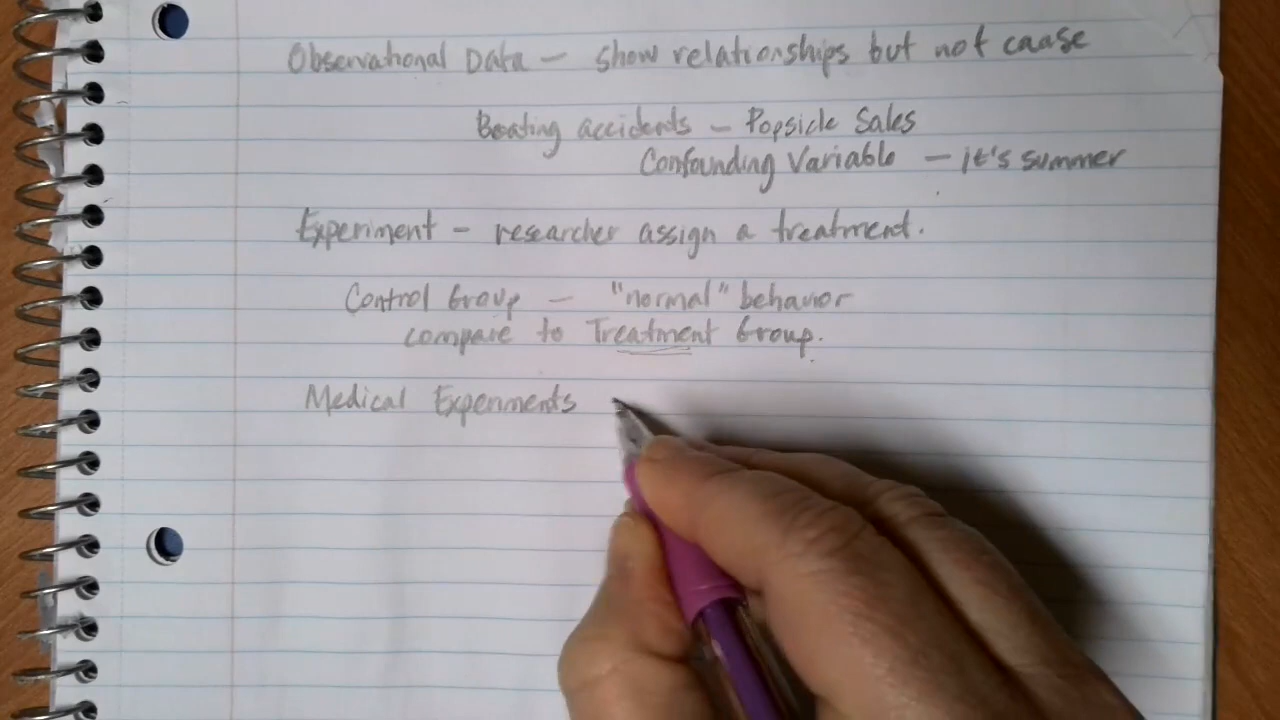 Observational Data – show relationships but not cause
Boating accidents – Popsicle Sales
Confounding Variable – it's summer
Experiment – researcher assign a treatment.
Control Group – "normal" behavior
compare to Treatment Group.
Medical Experiments